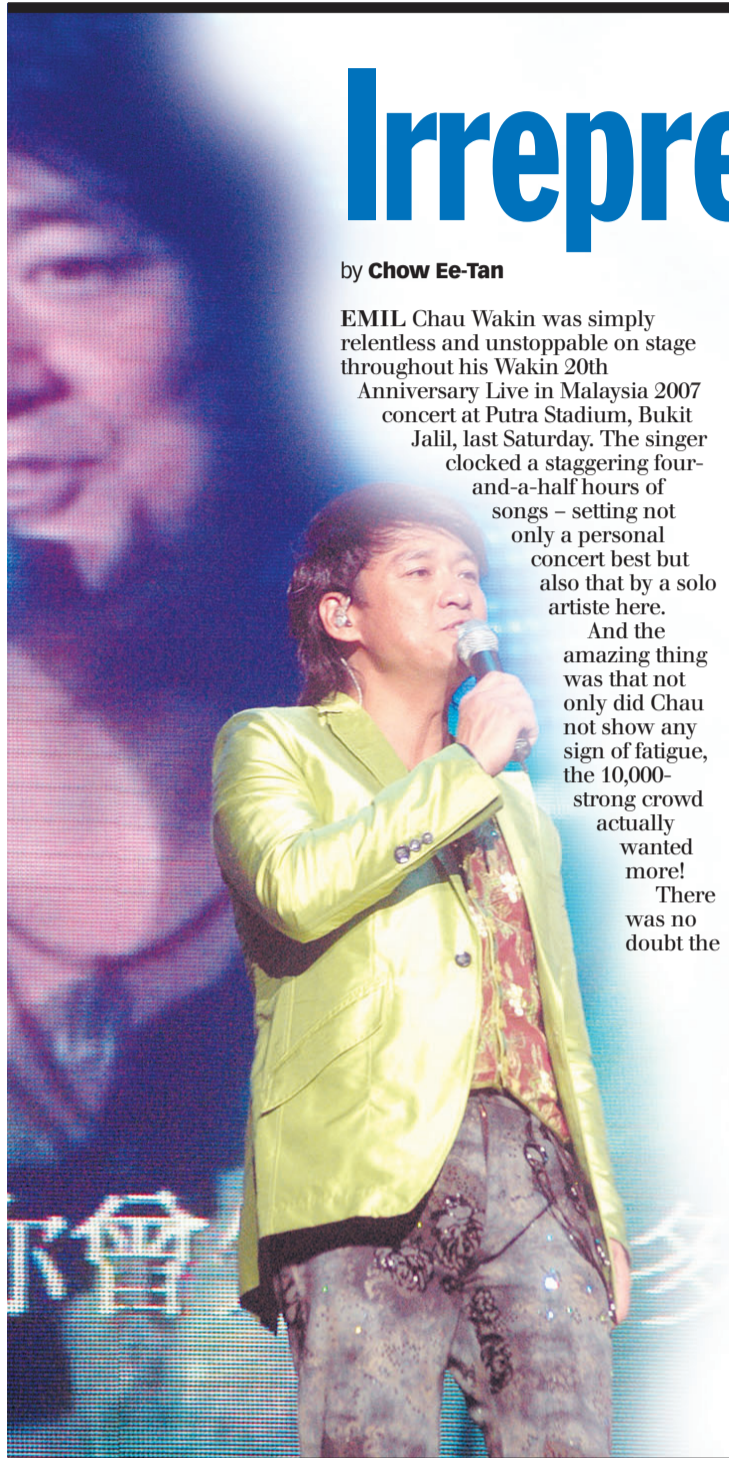 Irrepre
by Chow Ee-Tan
EMIL Chau Wakin was simply
relentless and unstoppable on stage
throughout his Wakin 20th
Anniversary Live in Malaysia 2007
concert at Putra Stadium, Bukit
Jalil, last Saturday. The singer
clocked a staggering four-
and-a-half hours of
songs – setting not
only a personal
concert best but
also that by a solo
artiste here.
And the
amazing thing
was that not
only did Chau
not show any
sign of fatigue,
the 10,000-
strong crowd
actually
wanted
more!
There
was no
doubt the
會